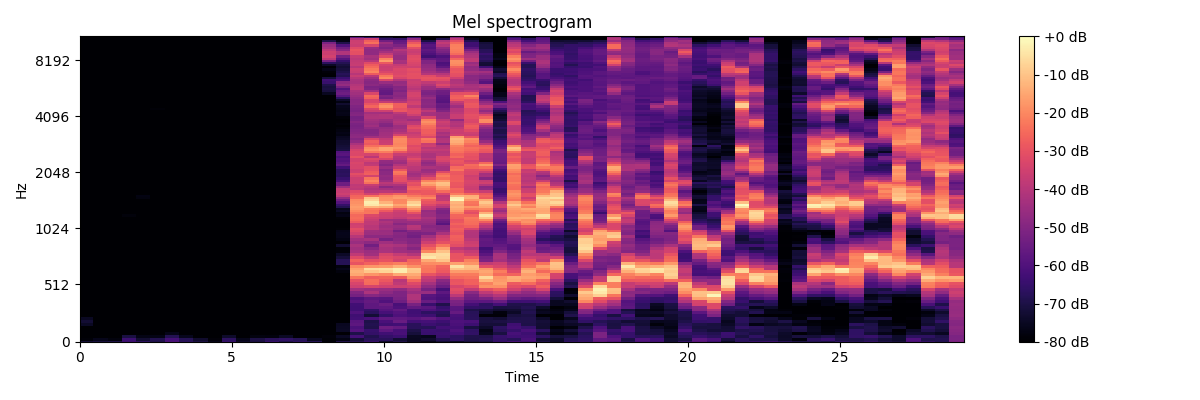 Mel spectrogram
Hz
8192
4096
2048
1024
512
0
0 5 10 15 20 25
Time
+0 dB
-10 dB
-20 dB
-30 dB
-40 dB
-50 dB
-60 dB
-70 dB
-80 dB